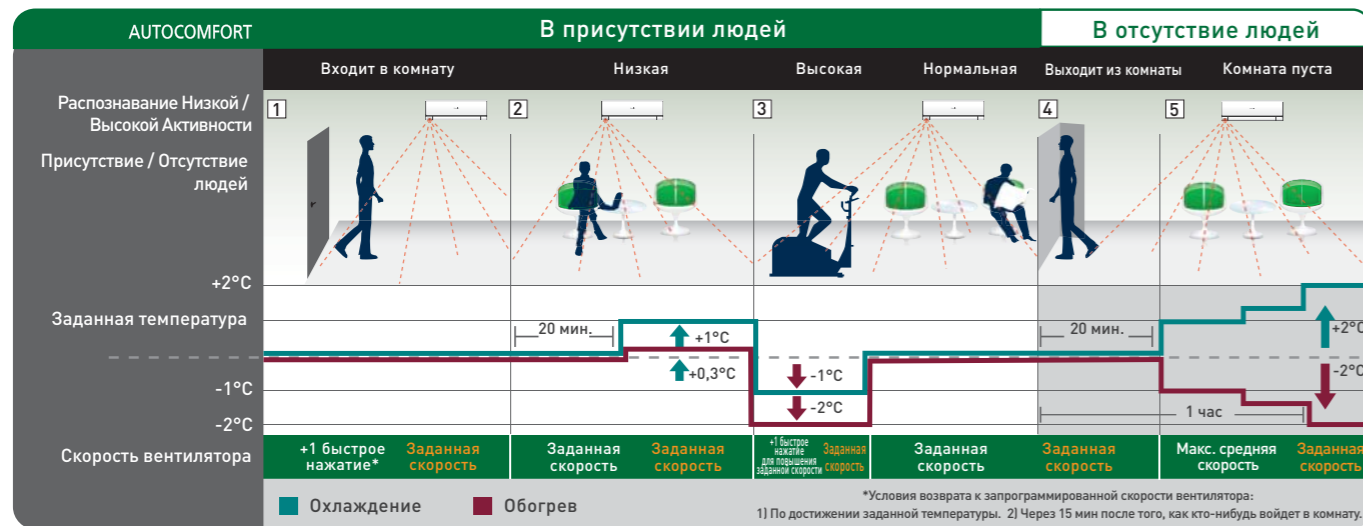 AUTOCOMFORT
В присутствии людей
В отсутствие людей
Входит в комнату
Низкая
Высокая
Нормальная
Выходит из комнаты
Комната пуста
Распознавание Низкой /
Высокой Активности
Присутствие / Отсутствие
людей
1
2
3
4
5
+2°C
Заданная температура
-1°C
-2°C
20 мин.
+1°C
+0,3°C
-1°C
-2°C
20 мин.
+2°C
-2°C
1 час
Скорость вентилятора
+1 быстрое
нажатие*
Заданная
скорость
Заданная
скорость
Заданная
скорость
+1 быстрое
нажатие
для повышения
заданной скорости
Заданная
скорость
Заданная
скорость
Заданная
скорость
Макс. средняя
скорость
Заданная
скорость
Охлаждение
Обогрев
*Условия возврата к запрограммированной скорости вентилятора:
1) По достижении заданной температуры. 2) Через 15 мин после того, как кто-нибудь войдет в комнату.